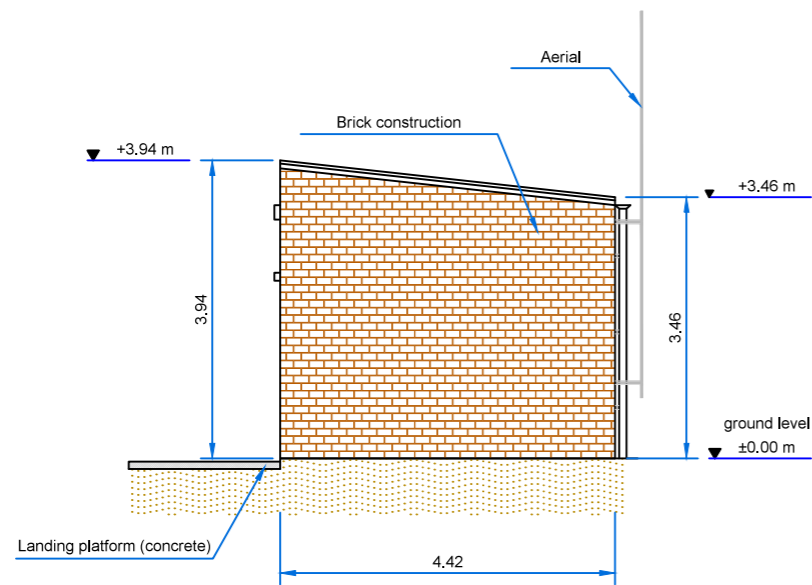 Aerial
Brick construction
+3.94 m
+3.46 m
3.94
3.46
ground level
±0.00 m
Landing platform (concrete)
4.42